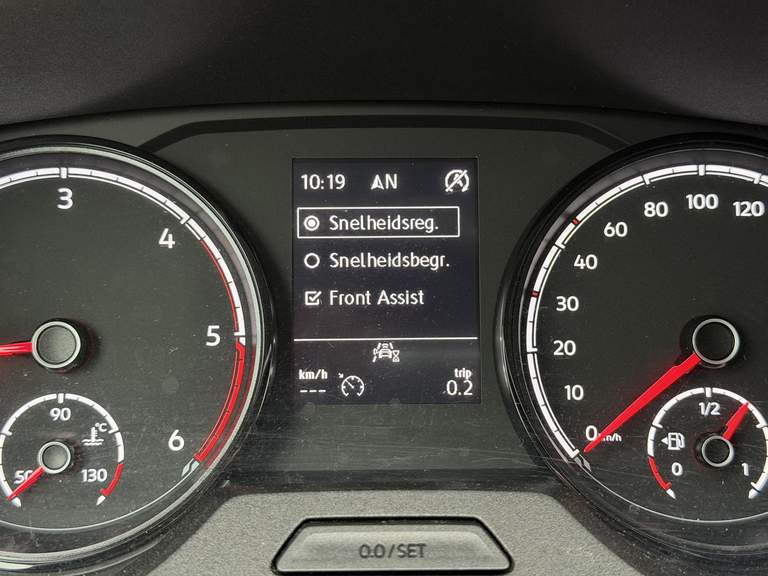 10:19 N
Snelheidsreg.
Snelheidsbegr.
Front Assist
km/h
---
trip
0.2
3
4
5
6
50
90
130
°C
0
10
20
30
40
60
80
100
120
km/h
0
1/2
1
0.0/SET